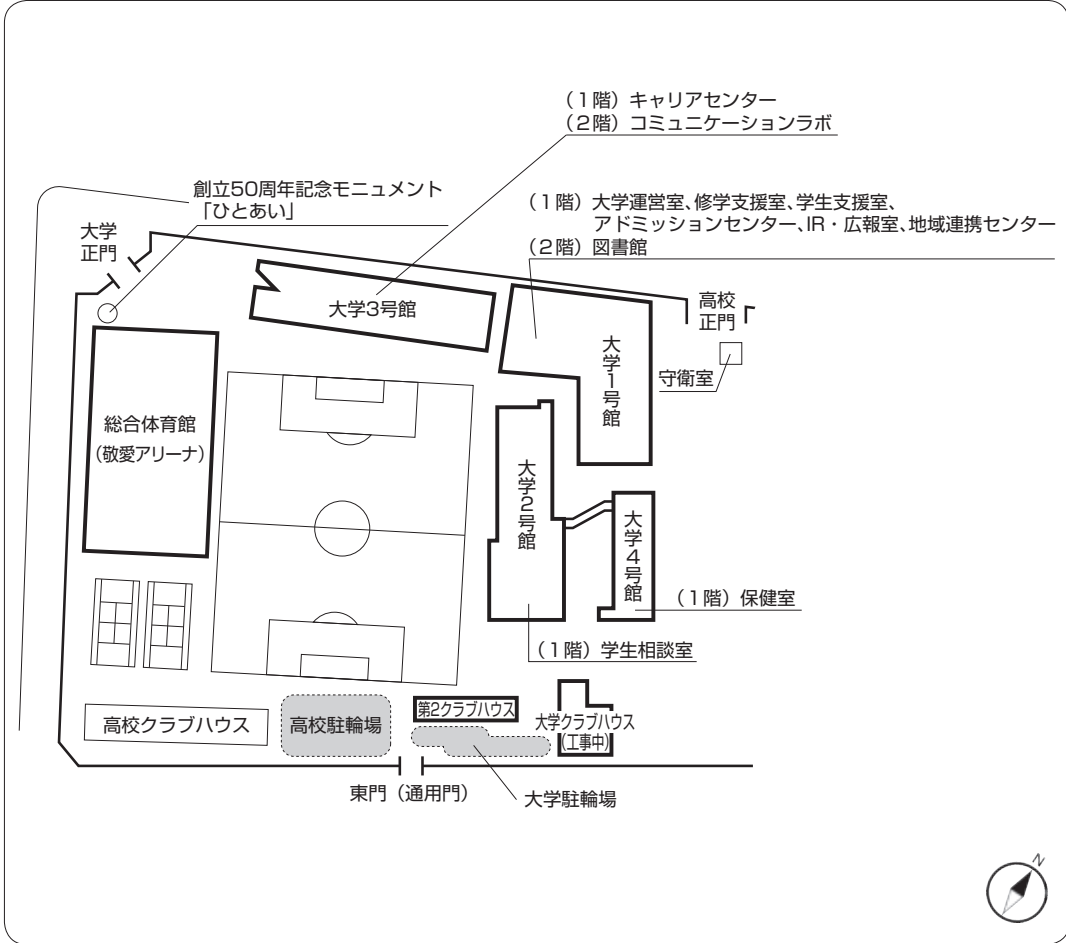 （1階）キャリアセンター
（2階）コミュニケーションラボ
創立50周年記念モニュメント
「ひとあい」
（1階）大学運営室、修学支援室、学生支援室、
アドミッションセンター、IR・広報室、地域連携センター
（2階）図書館
大学
正門
大学3号館
高校
正門
大学1号館
守衛室
総合体育館
（敬愛アリーナ）
大学2号館
大学4号館
（1階）保健室
（1階）学生相談室
高校クラブハウス
高校駐輪場
第2クラブハウス
大学クラブハウス
（工事中）
東門（通用門）
大学駐輪場
N